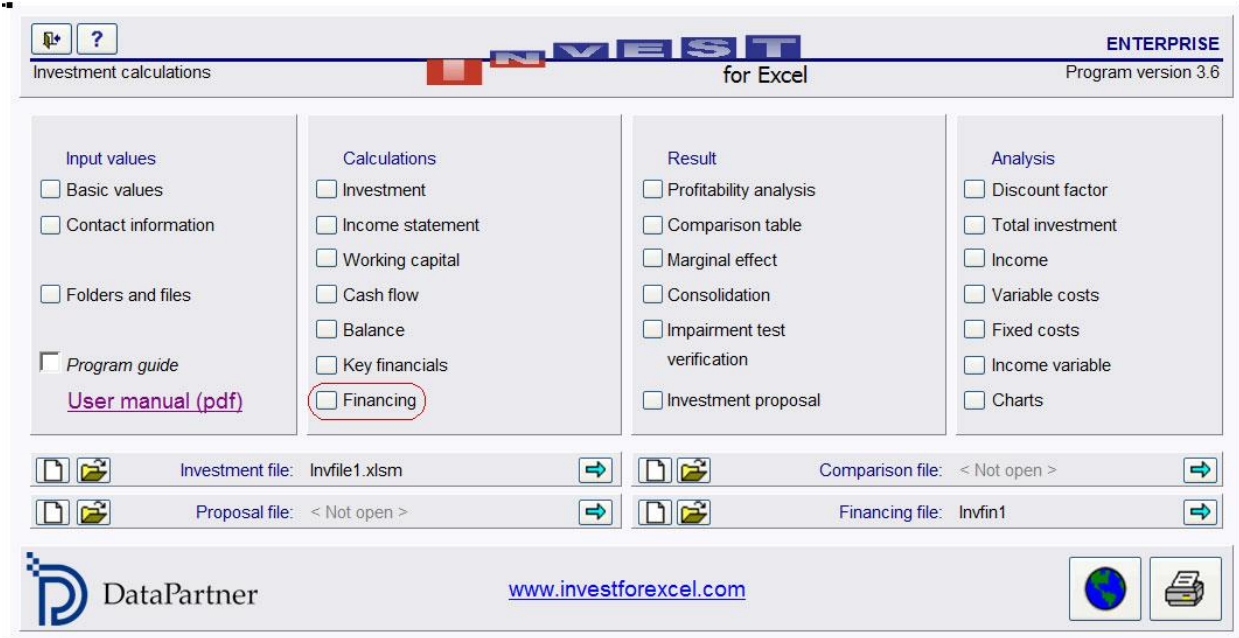 ?
INVEST
for Excel
ENTERPRISE
Investment calculations
Program version 3.6
Input values
Basic values
Contact information
Folders and files
Program guide
User manual (pdf)
Calculations
Investment
Income statement
Working capital
Cash flow
Balance
Key financials
Financing
Result
Profitability analysis
Comparison table
Marginal effect
Consolidation
Impairment test
verification
Investment proposal
Analysis
Discount factor
Total investment
Income
Variable costs
Fixed costs
Income variable
Charts
Investment file: Invfile1.xlsm
Comparison file: < Not open >
Proposal file: < Not open >
Financing file: Invfin1
DataPartner
www.investforexcel.com